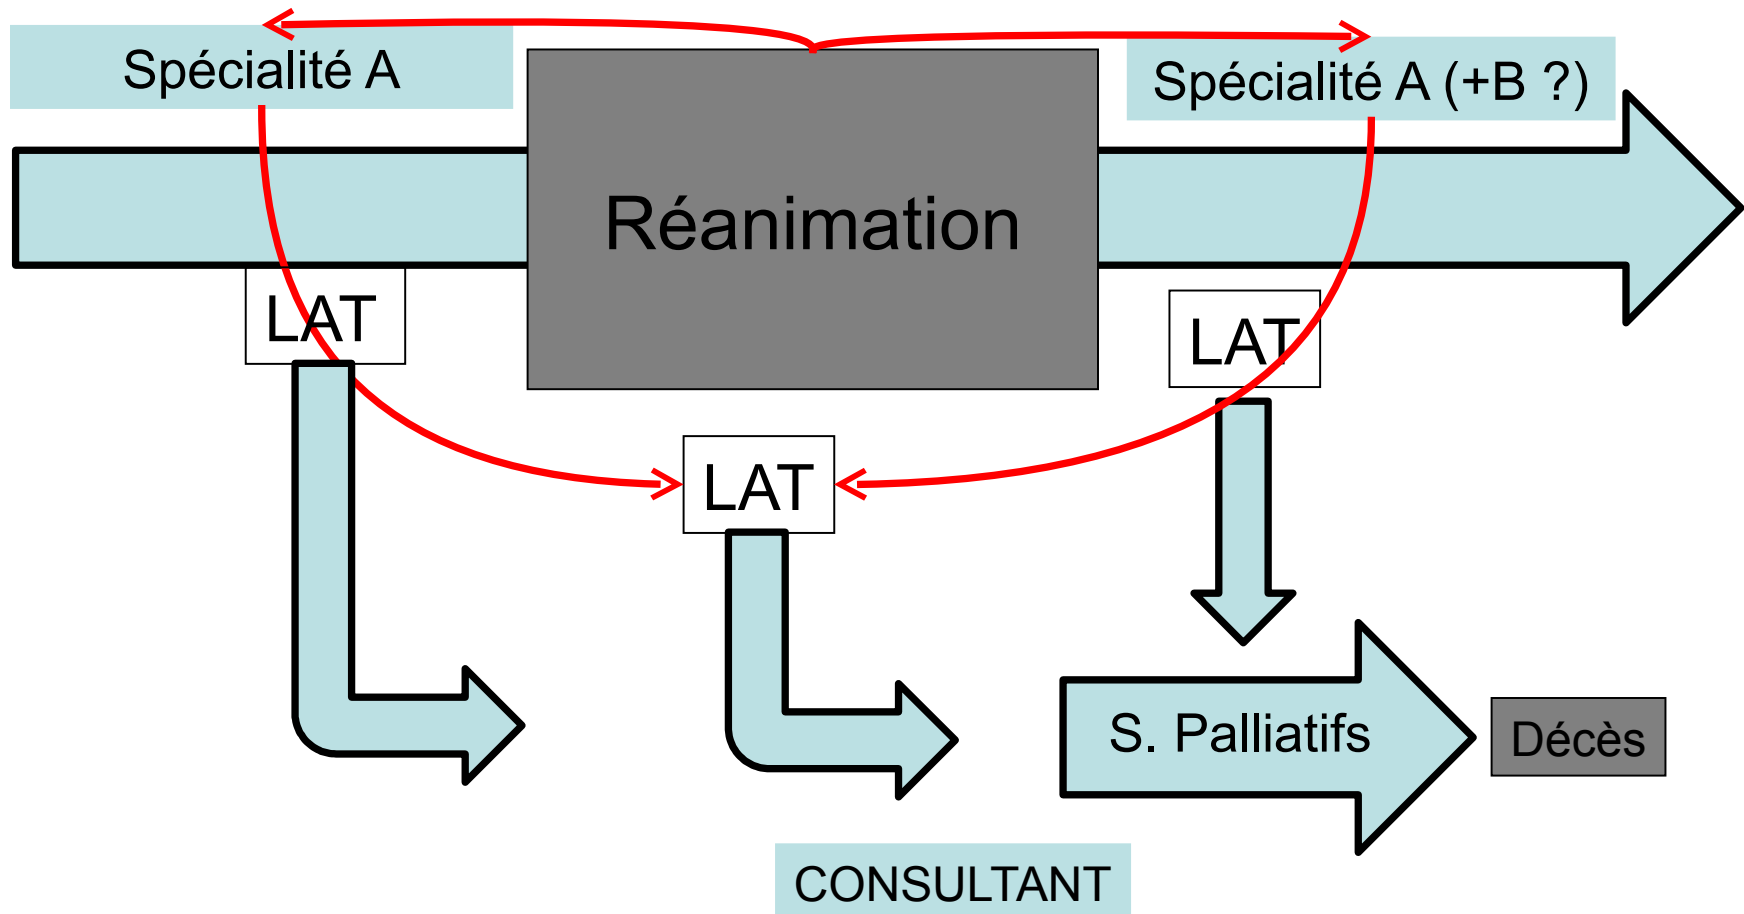 Spécialité A
Spécialité A (+B ?)
Réanimation
LAT
LAT
LAT
S. Palliatifs
Décès
CONSULTANT